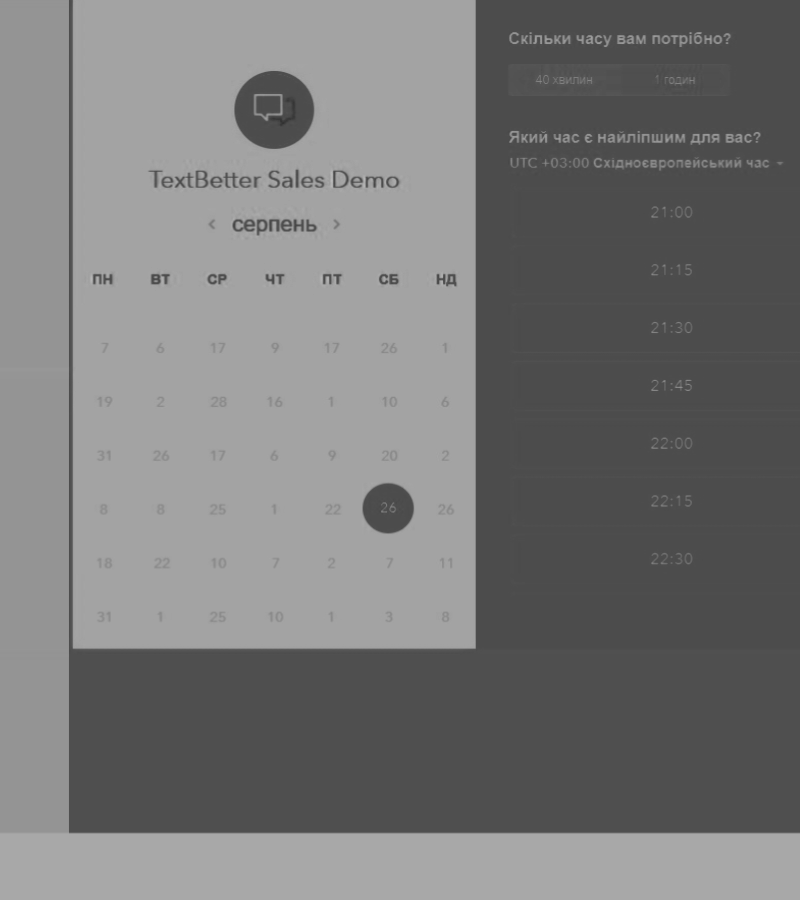 TextBetter Sales Demo
серпень
ПН ВТ СР ЧТ ПТ СБ НД
7 6 17 9 17 26 1
19 2 28 16 1 10 6
31 26 17 6 9 20 2
8 8 25 1 22 26 26
18 22 10 7 2 7 11
31 1 25 10 1 3 8
Скільки часу вам потрібно?
40 хвилин 1 годин
Який час є найліпшим для вас?
UTC +03:00 Східноєвропейський час
21:00
21:15
21:30
21:45
22:00
22:15
22:30